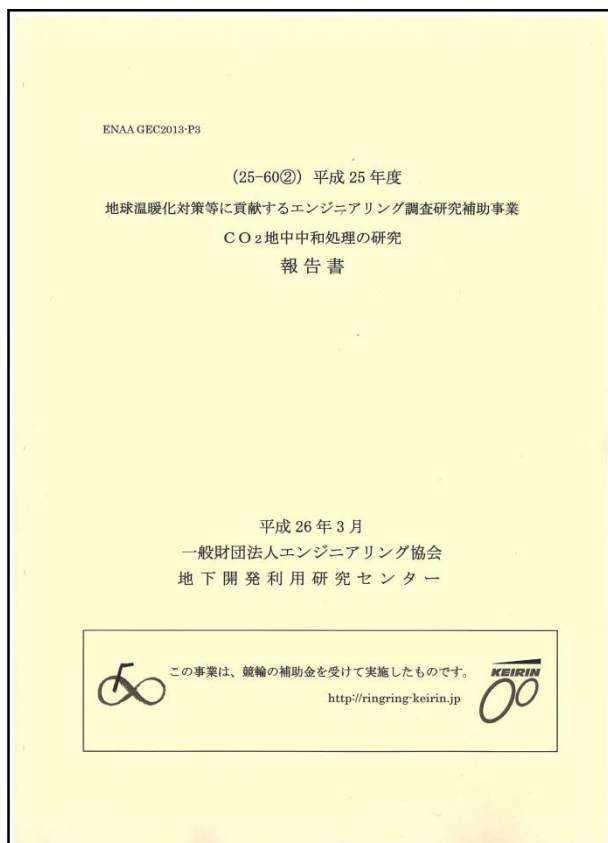 ENAA GEC2013-P3
(25-60②) 平成 25 年度
地球温暖化対策等に貢献するエンジニアリング調査研究補助事業
CO₂地中中和処理の研究
報告書
平成 26 年 3 月
一般財団法人エンジニアリング協会
地下開発利用研究センター
この事業は、競輪の補助金を受けて実施したものです。
http://ringring-keirin.jp
KEIRIN